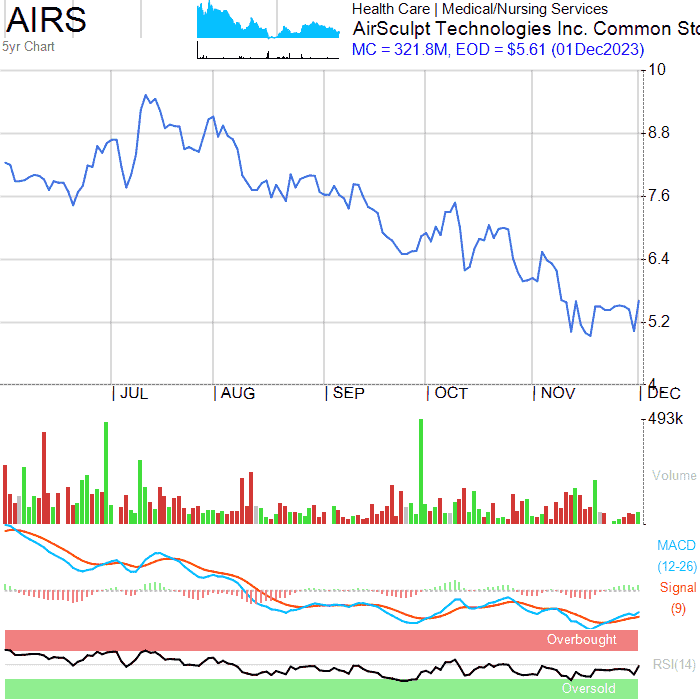 AIRS
5yr Chart
Health Care | Medical/Nursing Services
AirSculpt Technologies Inc. Common Sto
MC = 321.8M, EOD = $5.61 (01Dec2023)
10
8.8
7.6
6.4
5.2
4
JUL
AUG
SEP
OCT
NOV
DEC
493k
Volume
MACD
(12-26)
Signal
(9)
Overbought
RSI(14)
Oversold